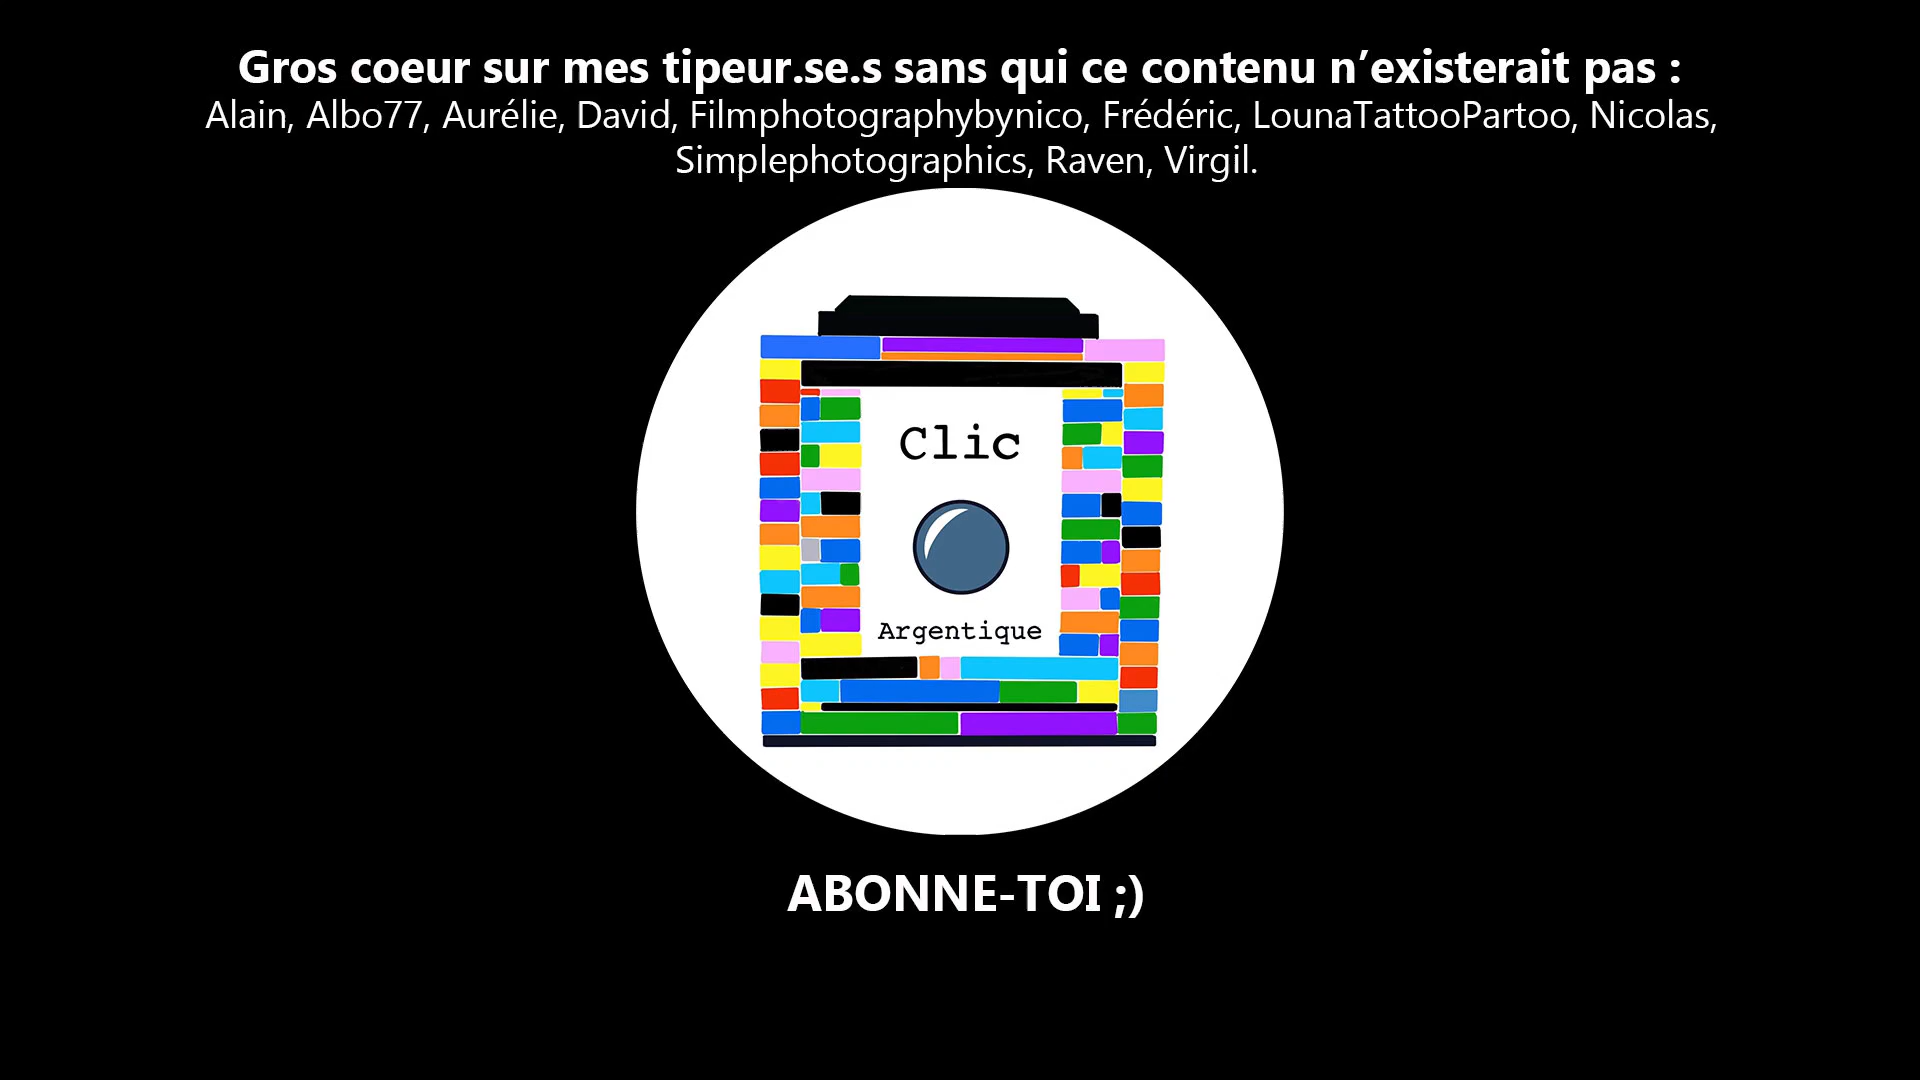 Gros coeur sur mes tipeur.se.s sans qui ce contenu n’existerait pas :
Alain, Albo77, Aurélie, David, Filmphotographybynico, Frédéric, LounaTattooPartoo, Nicolas,
Simplephotographics, Raven, Virgil.
Clic
Argentique
ABONNE-TOI ;)